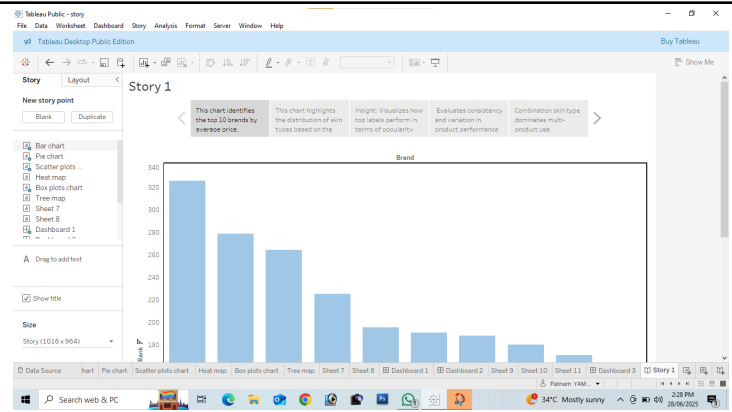 Tableau Public - story
File Data Worksheet Dashboard Story Analysis Format Server Window Help
Tableau Desktop Public Edition
Buy Tableau
Show Me
Story Layout
New story point
Blank Duplicate
Bar chart
Pie chart
Scatter plots ...
Heat map
Box plots chart
Tree map
Sheet 7
Sheet 8
Dashboard 1
A Drag to add text
Show title
Size
Story (1016 x 964)
Story 1
This chart identifies
the top 10 brands by
average price.
This chart highlights
the distribution of skin
types based on the
Insight: Visualizes how
top labels perform in
terms of popularity
Evaluates consistency
and variation in
product performance
Combination skin type
dominates multi-
product use.
Brand
340
320
300
280
260
240
220
200
180
Rank
Data Source hart Pie chart Scatter plots chart Heat map Box plots chart Tree map Sheet 7 Sheet 8 Dashboard 1 Dashboard 2 Sheet 9 Sheet 10 Sheet 11 Dashboard 3 Story 1
Patnam YAM...
Search web & PC
34°C Mostly sunny
2:28 PM
28/06/2025